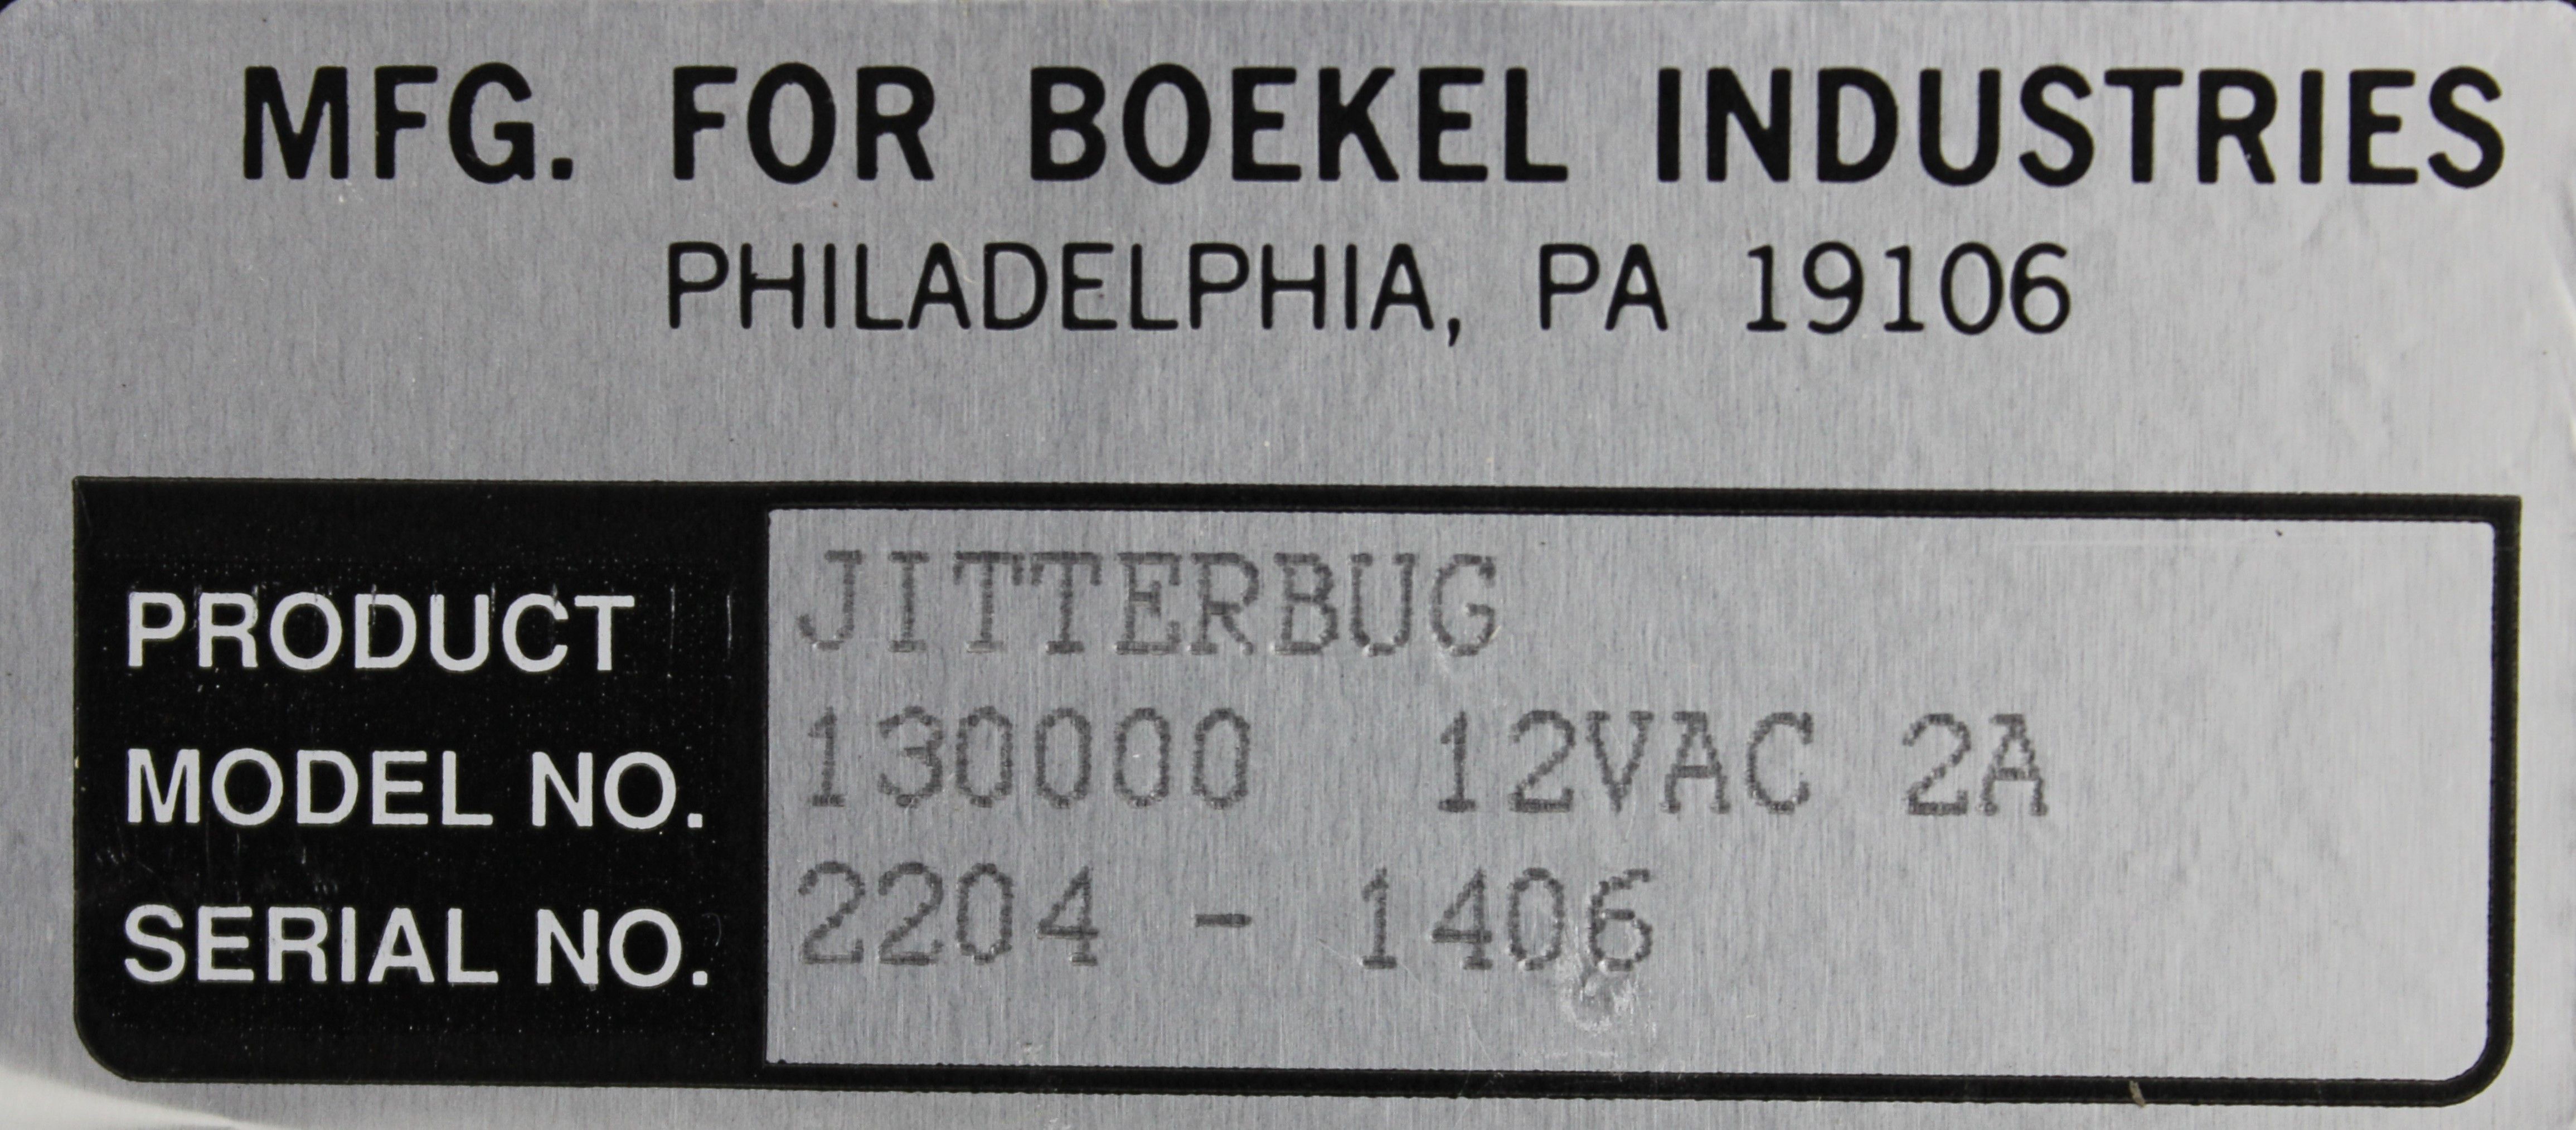 MFG. FOR BOEKEL INDUSTRIES
PHILADELPHIA, PA 19106
PRODUCT JITTERBUG
MODEL NO. 130000 12VAC 2A
SERIAL NO. 2204 - 1406